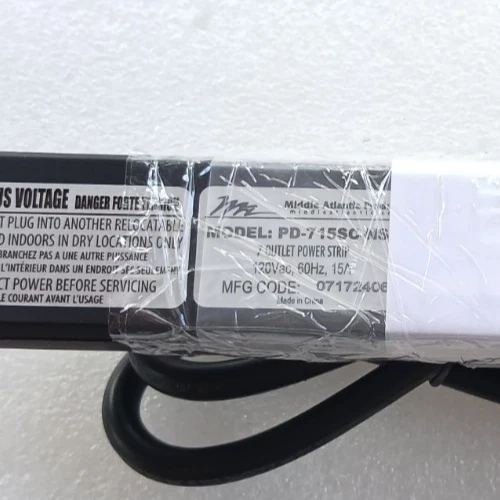 US VOLTAGE DANGER FORTE TENSION
T PLUG INTO ANOTHER RELOCATABLE
D INDOORS IN DRY LOCATIONS ONLY
BRANCHEZ PAS A UNE AUTRE PUISSANCE
L'INTÉRIEUR DANS UN ENDROIT SEC SEULEMENT
CT POWER BEFORE SERVICING
LE COURANT AVANT L'USAGE
Middle Atlantic
MODEL: PD-715SC-NS
7 OUTLET POWER STRIP
120Vac, 60Hz, 15A
MFG CODE: 07172406
Made in China